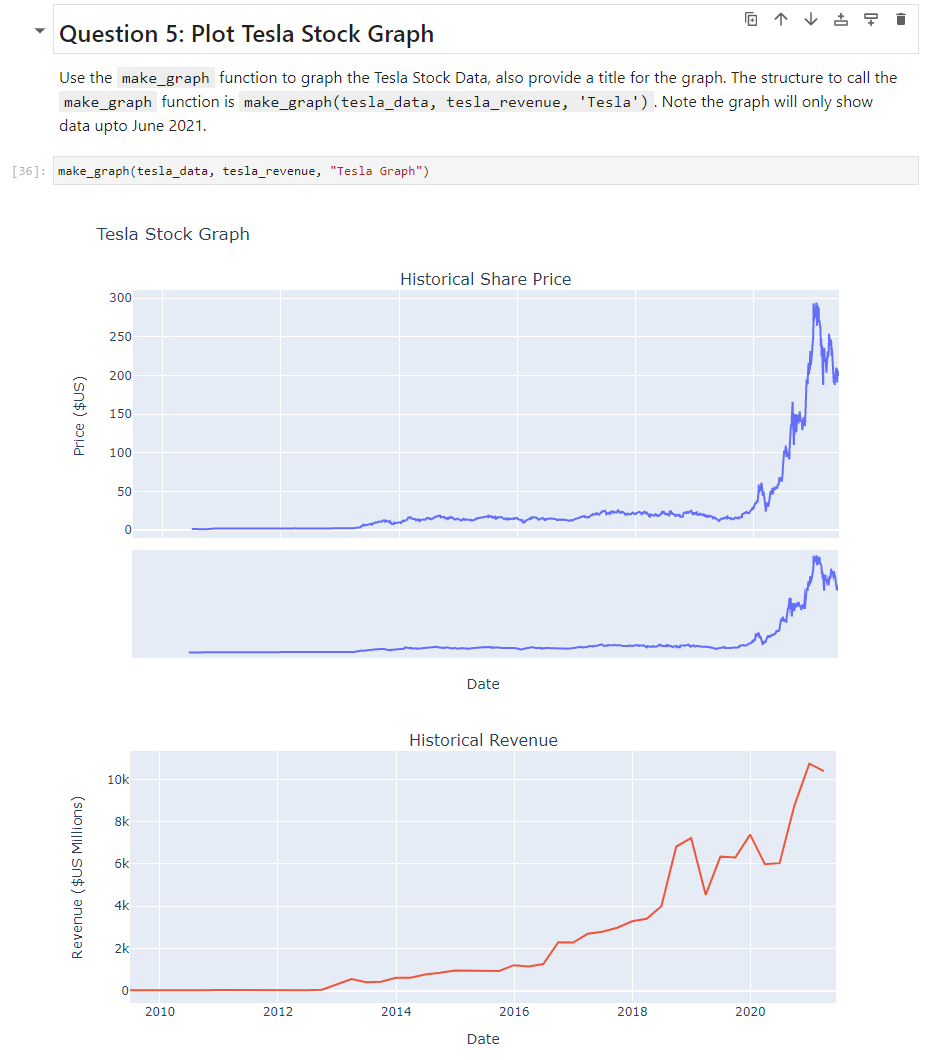 Question 5: Plot Tesla Stock Graph
Use the make_graph function to graph the Tesla Stock Data, also provide a title for the graph. The structure to call the
make_graph function is make_graph(tesla_data, tesla_revenue, 'Tesla') . Note the graph will only show
data upto June 2021.
[36]: make_graph(tesla_data, tesla_revenue, "Tesla Graph")
Tesla Stock Graph
Historical Share Price
300
250
200
150
100
50
0
Price ($US)
Date
Historical Revenue
10k
8k
6k
4k
2k
0
Revenue ($US Millions)
2010 2012 2014 2016 2018 2020
Date